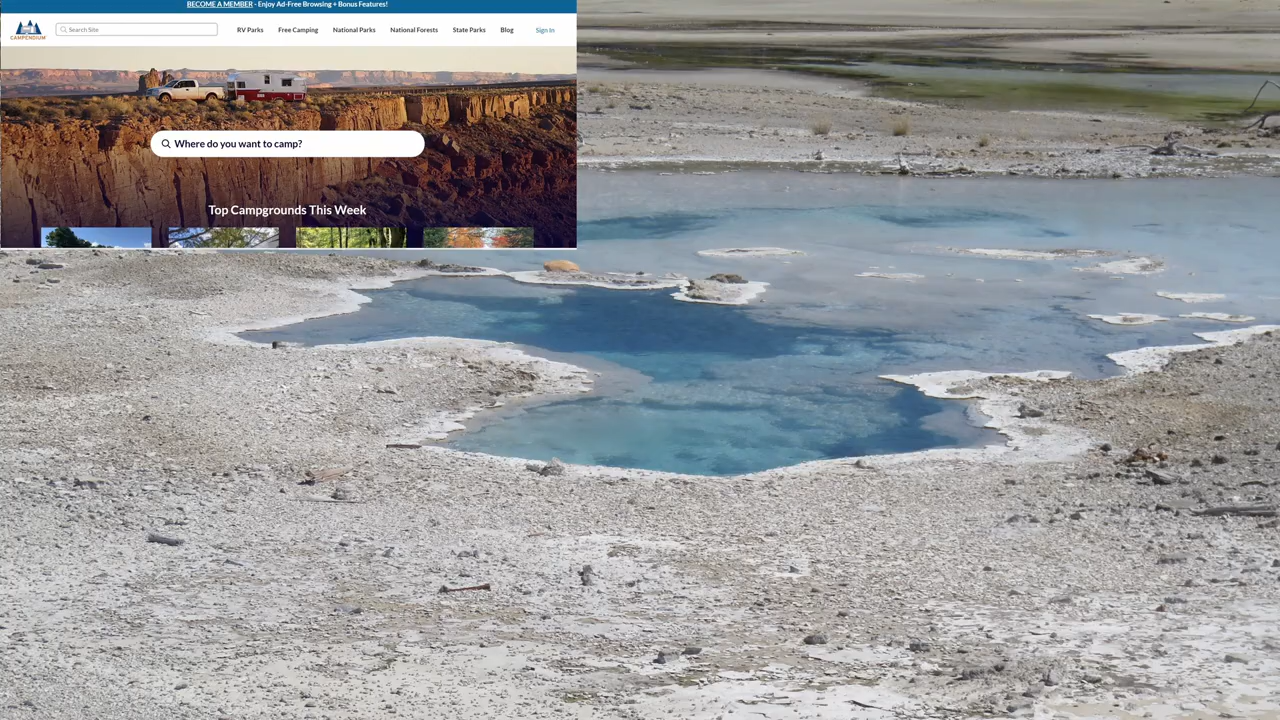 BECOME A MEMBER - Enjoy Ad-Free Browsing + Bonus Features!
CAMPENDIUM
Search Site
RV Parks
Free Camping
National Parks
National Forests
State Parks
Blog
Sign In
Where do you want to camp?
Top Campgrounds This Week